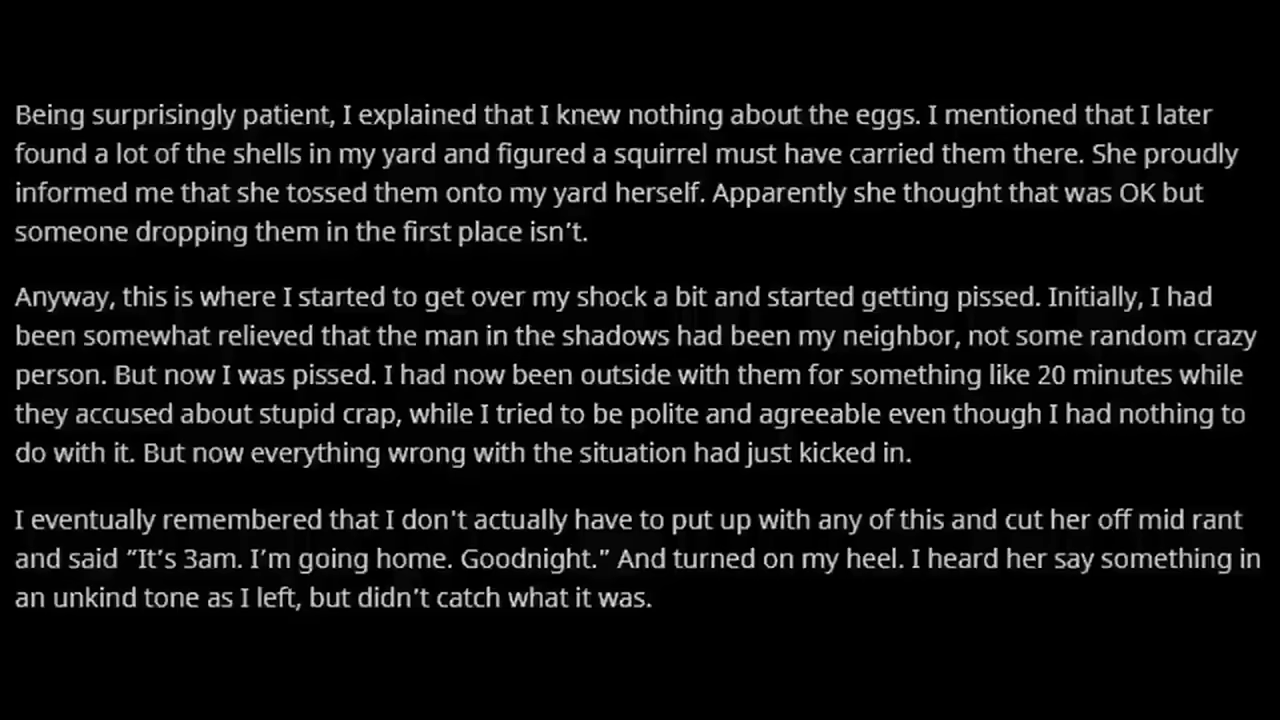 Being surprisingly patient, I explained that I knew nothing about the eggs. I mentioned that I later
found a lot of the shells in my yard and figured a squirrel must have carried them there. She proudly
informed me that she tossed them onto my yard herself. Apparently she thought that was OK but
someone dropping them in the first place isn’t.
Anyway, this is where I started to get over my shock a bit and started getting pissed. Initially, I had
been somewhat relieved that the man in the shadows had been my neighbor, not some random crazy
person. But now I was pissed. I had now been outside with them for something like 20 minutes while
they accused about stupid crap, while I tried to be polite and agreeable even though I had nothing to
do with it. But now everything wrong with the situation had just kicked in.
I eventually remembered that I don't actually have to put up with any of this and cut her off mid rant
and said “It’s 3am. I’m going home. Goodnight.” And turned on my heel. I heard her say something in
an unkind tone as I left, but didn’t catch what it was.